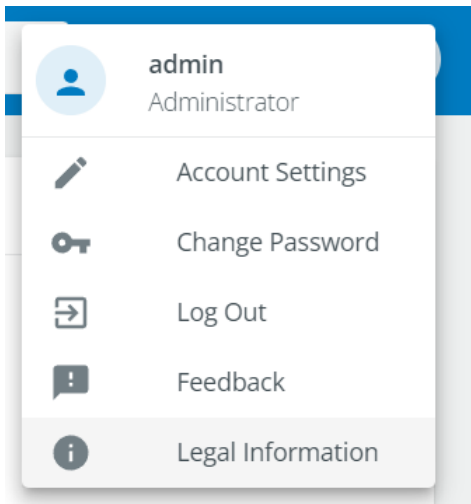 admin
Administrator
Account Settings
Change Password
Log Out
Feedback
Legal Information